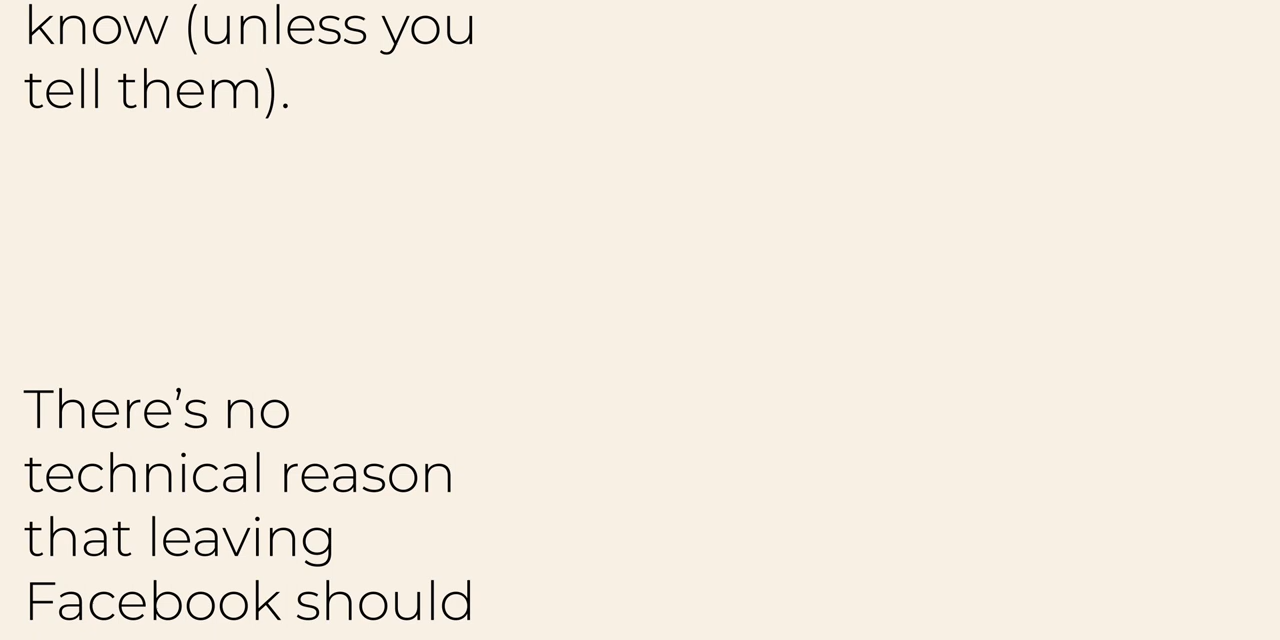 know (unless you
tell them).
There’s no
technical reason
that leaving
Facebook should